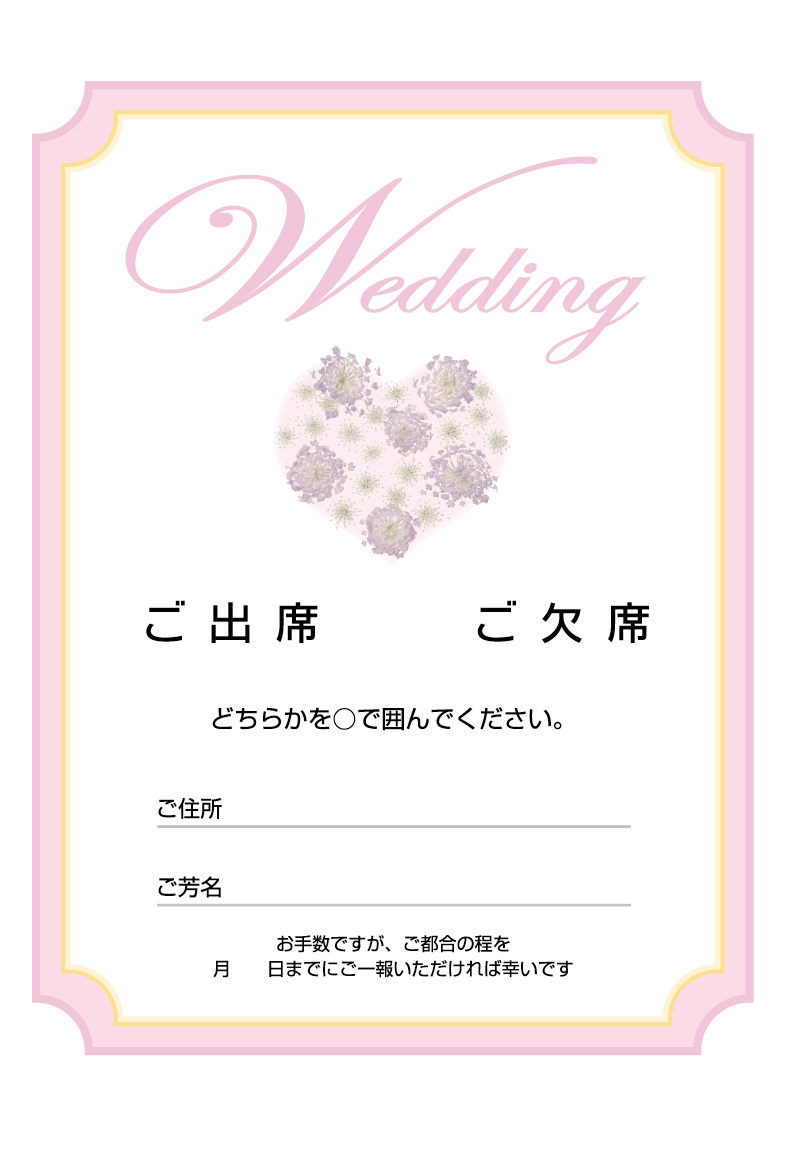 Wedding
ご出席　ご欠席
どちらかを○で囲んでください。
ご住所
ご芳名
お手数ですが、ご都合の程を
月　　日までにご一報いただければ幸いです